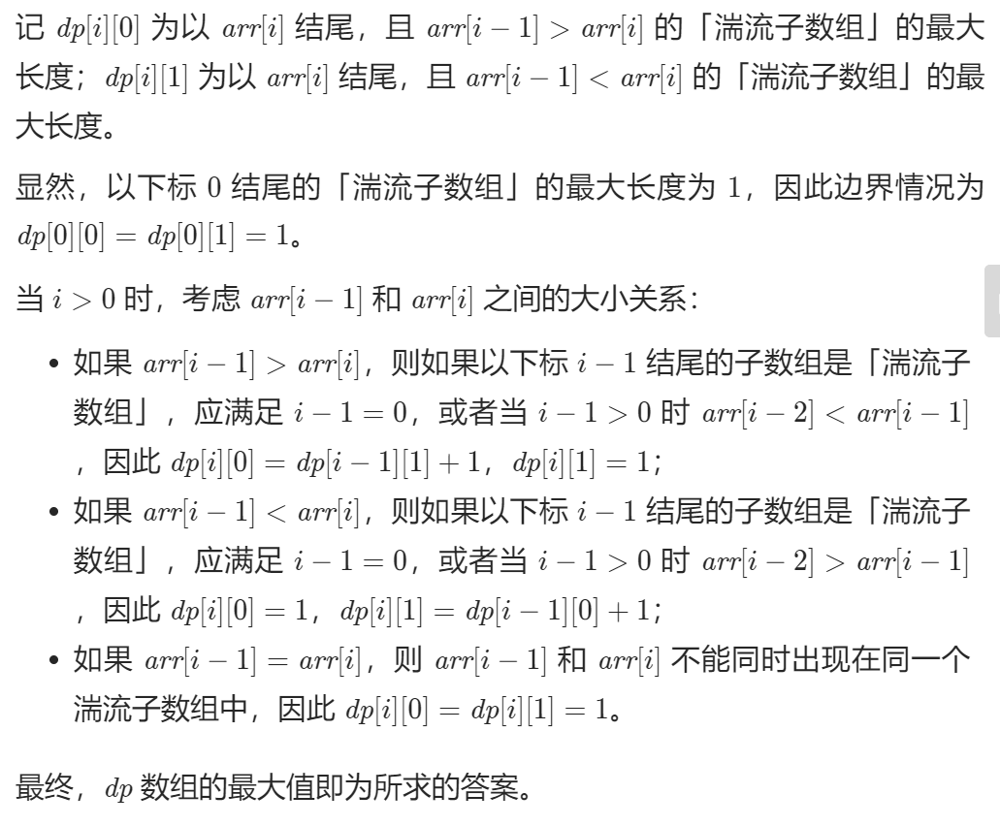 记 dp[i][0] 为以 arr[i] 结尾，且 arr[i − 1] > arr[i] 的「湍流子数组」的最大
长度；dp[i][1] 为以 arr[i] 结尾，且 arr[i − 1] < arr[i] 的「湍流子数组」的最
大长度。
显然，以下标 0 结尾的「湍流子数组」的最大长度为 1，因此边界情况为
dp[0][0] = dp[0][1] = 1。
当 i > 0 时，考虑 arr[i − 1] 和 arr[i] 之间的大小关系：
• 如果 arr[i − 1] > arr[i]，则如果以下标 i − 1 结尾的子数组是「湍流子
数组」，应满足 i − 1 = 0，或者当 i − 1 > 0 时 arr[i − 2] < arr[i − 1]
，因此 dp[i][0] = dp[i − 1][1] + 1，dp[i][1] = 1；
• 如果 arr[i − 1] < arr[i]，则如果以下标 i − 1 结尾的子数组是「湍流子
数组」，应满足 i − 1 = 0，或者当 i − 1 > 0 时 arr[i − 2] > arr[i − 1]
，因此 dp[i][0] = 1，dp[i][1] = dp[i − 1][0] + 1；
• 如果 arr[i − 1] = arr[i]，则 arr[i − 1] 和 arr[i] 不能同时出现在同一个
湍流子数组中，因此 dp[i][0] = dp[i][1] = 1。
最终，dp 数组的最大值即为所求的答案。